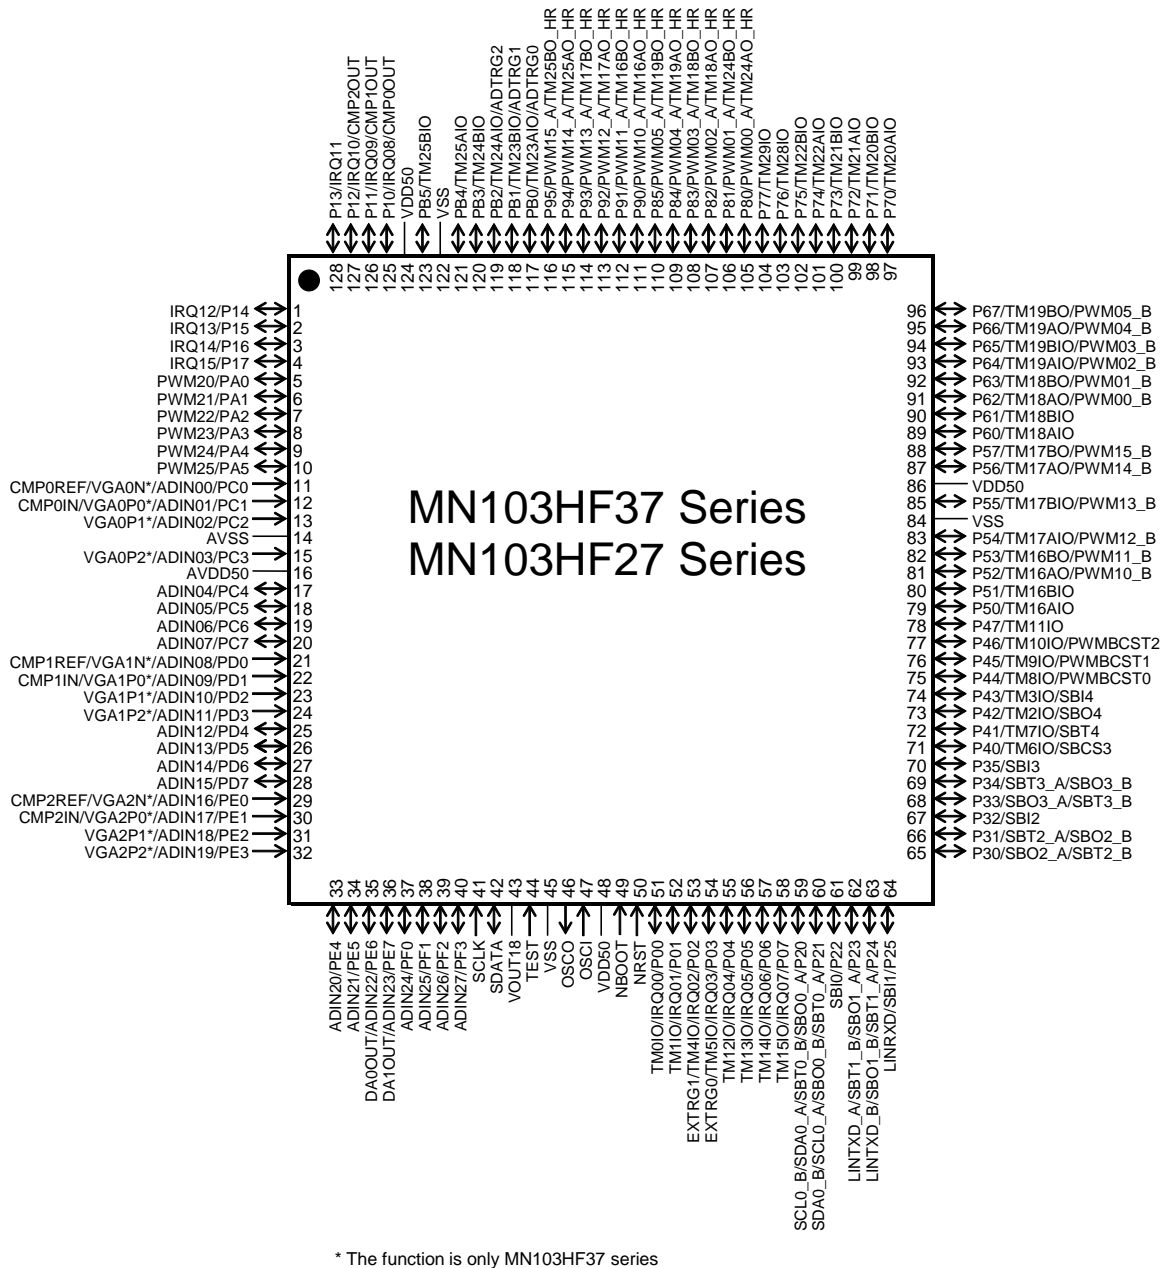 P13/IRQ11
P12/IRQ10/CMP2OUT
P11/IRQ09/CMP1OUT
P10/IRQ08/CMP0OUT
VDD50
PB5/TM25BIO
VSS
PB4/TM25AIO
PB3/TM24BIO
PB2/TM24AIO/ADTRG2
PB1/TM23BIO/ADTRG1
PB0/TM23AIO/ADTRG0
P95/PWM15_A/TM25BO_HR
P94/PWM14_A/TM25AO_HR
P93/PWM13_A/TM17BO_HR
P92/PWM12_A/TM17AO_HR
P91/PWM11_A/TM16BO_HR
P90/PWM10_A/TM16AO_HR
P85/PWM05_A/TM19BO_HR
P84/PWM04_A/TM19AO_HR
P83/PWM03_A/TM18BO_HR
P82/PWM02_A/TM18AO_HR
P81/PWM01_A/TM24BO_HR
P80/PWM00_A/TM24AO_HR
P77/TM29IO
P76/TM28IO
P75/TM22BIO
P74/TM22AIO
P73/TM21BIO
P72/TM21AIO
P71/TM20BIO
P70/TM20AIO
128
127
126
125
124
123
122
121
120
119
118
117
116
115
114
113
112
111
110
109
108
107
106
105
104
103
102
101
100
99
98
97
IRQ12/P14 1
IRQ13/P15 2
IRQ14/P16 3
IRQ15/P17 4
PWM20/PA0 5
PWM21/PA1 6
PWM22/PA2 7
PWM23/PA3 8
PWM24/PA4 9
PWM25/PA5 10
CMP0REF/VGA0N*/ADIN00/PC0 11
CMP0IN/VGA0P0*/ADIN01/PC1 12
VGA0P1*/ADIN02/PC2 13
AVSS 14
VGA0P2*/ADIN03/PC3 15
AVDD50 16
ADIN04/PC4 17
ADIN05/PC5 18
ADIN06/PC6 19
ADIN07/PC7 20
CMP1REF/VGA1N*/ADIN08/PD0 21
CMP1IN/VGA1P0*/ADIN09/PD1 22
VGA1P1*/ADIN10/PD2 23
VGA1P2*/ADIN11/PD3 24
ADIN12/PD4 25
ADIN13/PD5 26
ADIN14/PD6 27
ADIN15/PD7 28
CMP2REF/VGA2N*/ADIN16/PE0 29
CMP2IN/VGA2P0*/ADIN17/PE1 30
VGA2P1*/ADIN18/PE2 31
VGA2P2*/ADIN19/PE3 32
MN103HF37 Series
MN103HF27 Series
96 P67/TM19BO/PWM05_B
95 P66/TM19AO/PWM04_B
94 P65/TM19BIO/PWM03_B
93 P64/TM19AIO/PWM02_B
92 P63/TM18BO/PWM01_B
91 P62/TM18AO/PWM00_B
90 P61/TM18BIO
89 P60/TM18AIO
88 P57/TM17BO/PWM15_B
87 P56/TM17AO/PWM14_B
86 VDD50
85 P55/TM17BIO/PWM13_B
84 VSS
83 P54/TM17AIO/PWM12_B
82 P53/TM16BO/PWM11_B
81 P52/TM16AO/PWM10_B
80 P51/TM16BIO
79 P50/TM16AIO
78 P47/TM11IO
77 P46/TM10IO/PWMBCST2
76 P45/TM9IO/PWMBCST1
75 P44/TM8IO/PWMBCST0
74 P43/TM3IO/SBI4
73 P42/TM2IO/SBO4
72 P41/TM7IO/SBT4
71 P40/TM6IO/SBCS3
70 P35/SBI3
69 P34/SBT3_A/SBO3_B
68 P33/SBO3_A/SBT3_B
67 P32/SBI2
66 P31/SBT2_A/SBO2_B
65 P30/SBO2_A/SBT2_B
33
34
35
36
37
38
39
40
41
42
43
44
45
46
47
48
49
50
51
52
53
54
55
56
57
58
59
60
61
62
63
64
ADIN20/PE4
ADIN21/PE5
DA0OUT/ADIN22/PE6
DA1OUT/ADIN23/PE7
ADIN24/PF0
ADIN25/PF1
ADIN26/PF2
ADIN27/PF3
SCLK
SDATA
VOUT18
TEST
VSS
OSCO
OSCI
VDD50
NBOOT
NRST
TM0IO/IRQ00/P00
TM1IO/IRQ01/P01
EXTRG1/TM4IO/IRQ02/P02
EXTRG0/TM5IO/IRQ03/P03
TM12IO/IRQ04/P04
TM13IO/IRQ05/P05
TM14IO/IRQ06/P06
TM15IO/IRQ07/P07
SCL0_B/SDA0_A/SBT0_B/SBO0_A/P20
SDA0_B/SCL0_A/SBO0_B/SBT0_A/P21
SBI0/P22
LINTXD_A/SBT1_B/SBO1_A/P23
LINTXD_B/SBO1_B/SBT1_A/P24
LINRXD/SBI1/P25
* The function is only MN103HF37 series